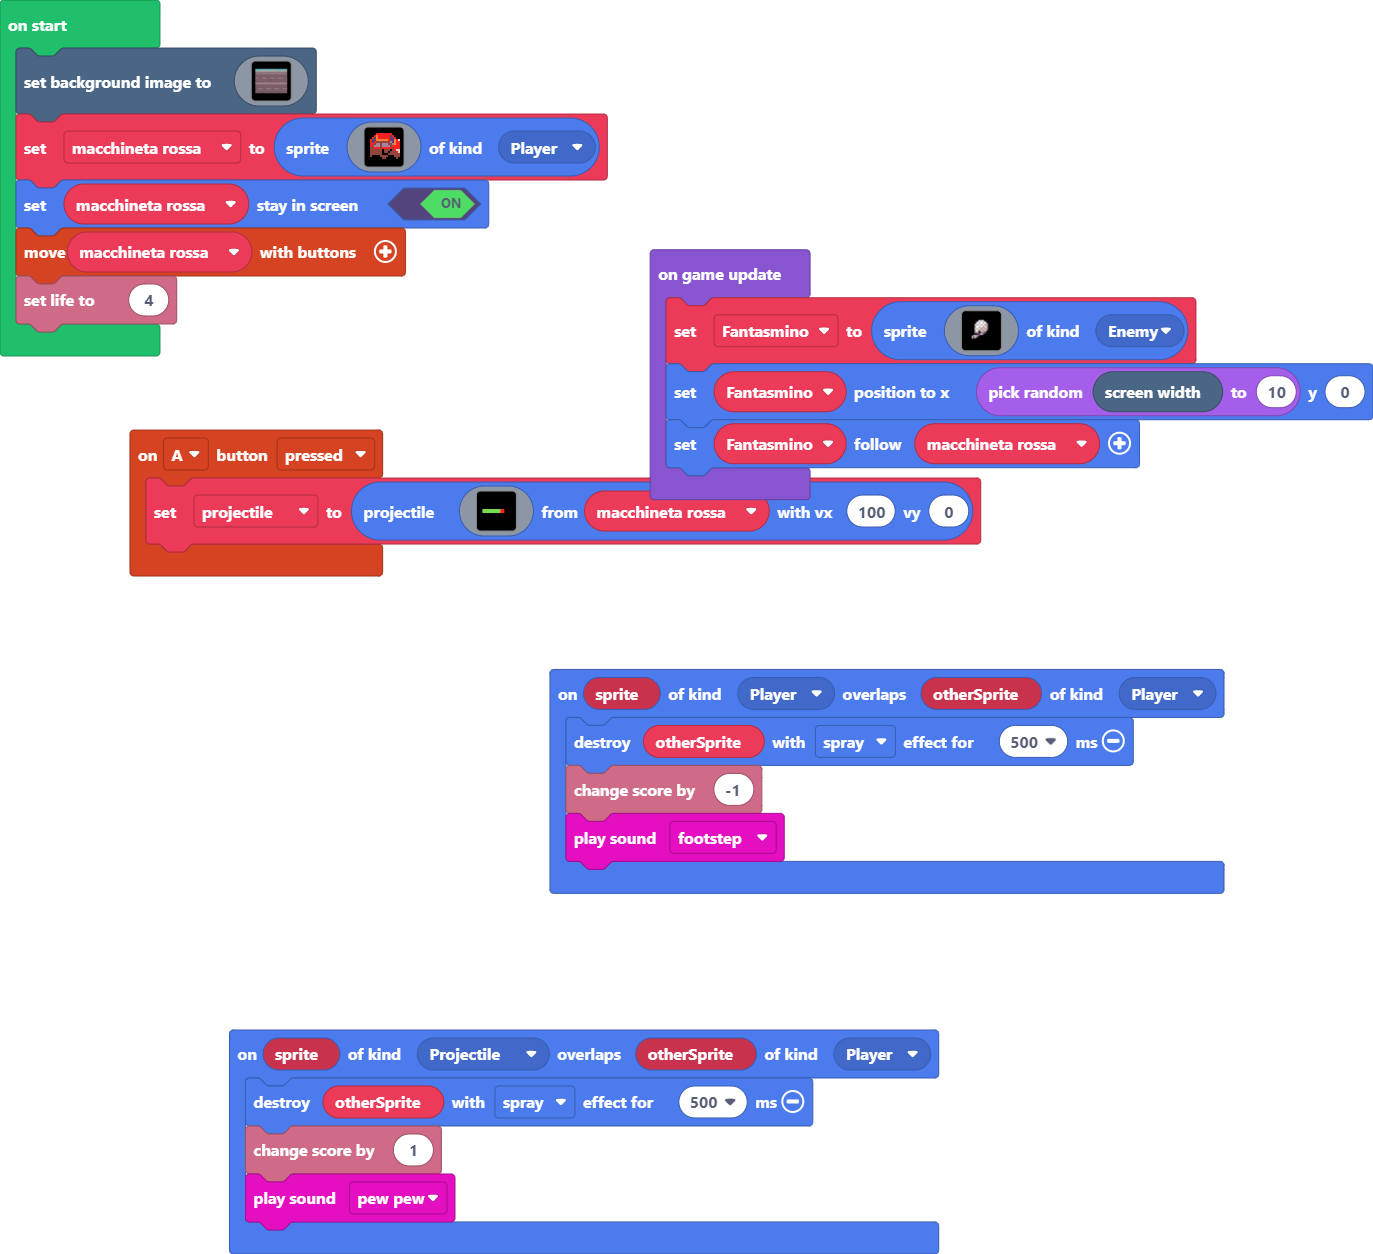 on start
set background image to
set macchineta rossa to sprite of kind Player
set macchineta rossa stay in screen ON
move macchineta rossa with buttons
set life to 4
on game update
set Fantasmino to sprite of kind Enemy
set Fantasmino position to x pick random screen width to 10 y 0
set Fantasmino follow macchineta rossa
on A button pressed
set projectile to projectile from macchineta rossa with vx 100 vy 0
on sprite of kind Player overlaps otherSprite of kind Player
destroy otherSprite with spray effect for 500 ms
change score by -1
play sound footstep
on sprite of kind Projectile overlaps otherSprite of kind Player
destroy otherSprite with spray effect for 500 ms
change score by 1
play sound pew pew